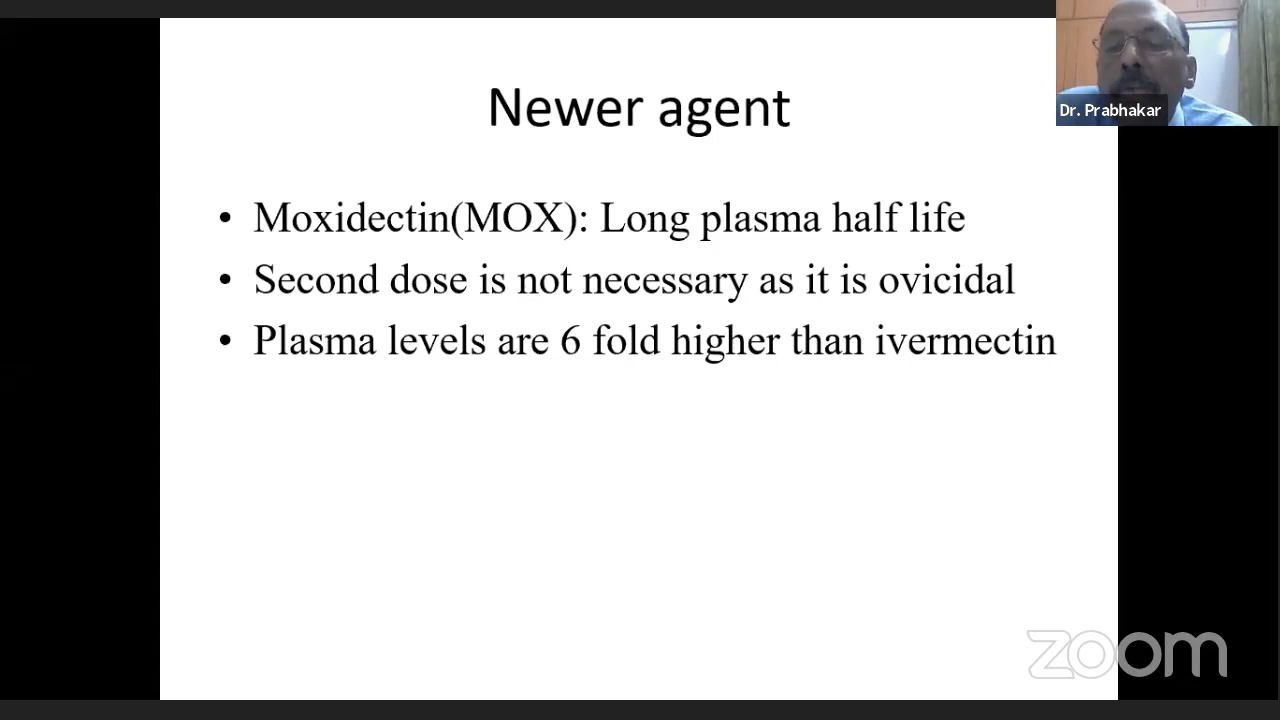 Newer agent
• Moxidectin(MOX): Long plasma half life
• Second dose is not necessary as it is ovicidal
• Plasma levels are 6 fold higher than ivermectin
Dr. Prabhakar
zoom